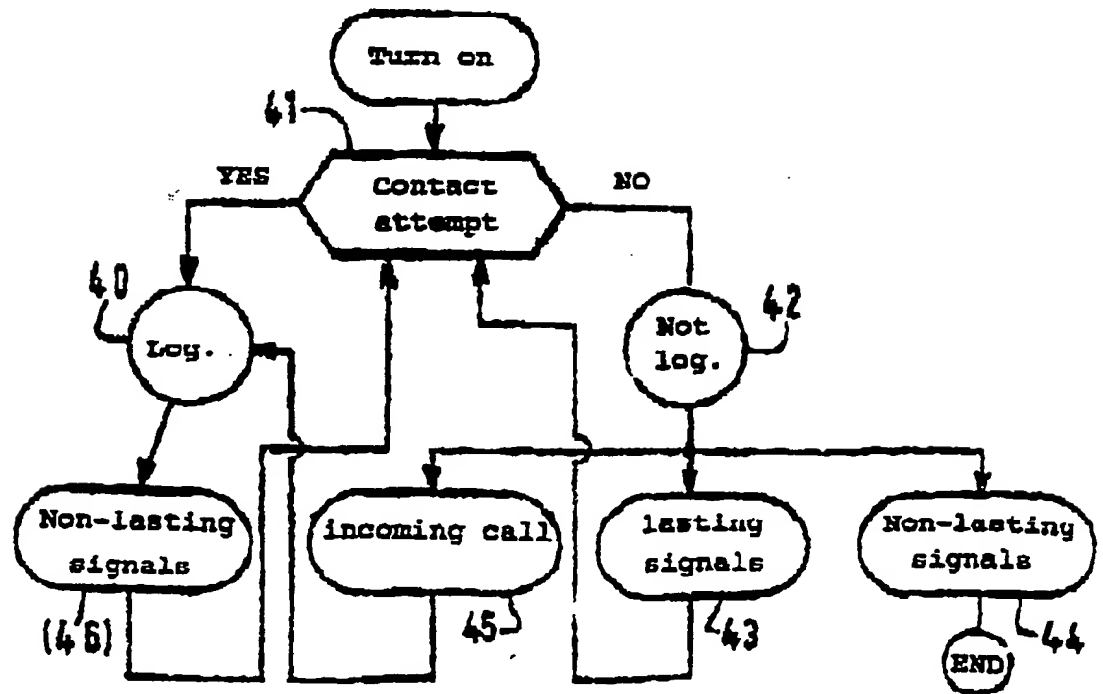 Turn on
41
YES
Contact
attempt
NO
40
Log.
Not
log.
42
Non-lasting
signals
(46)
incoming call
45
lasting
signals
43
Non-lasting
signals
44
END